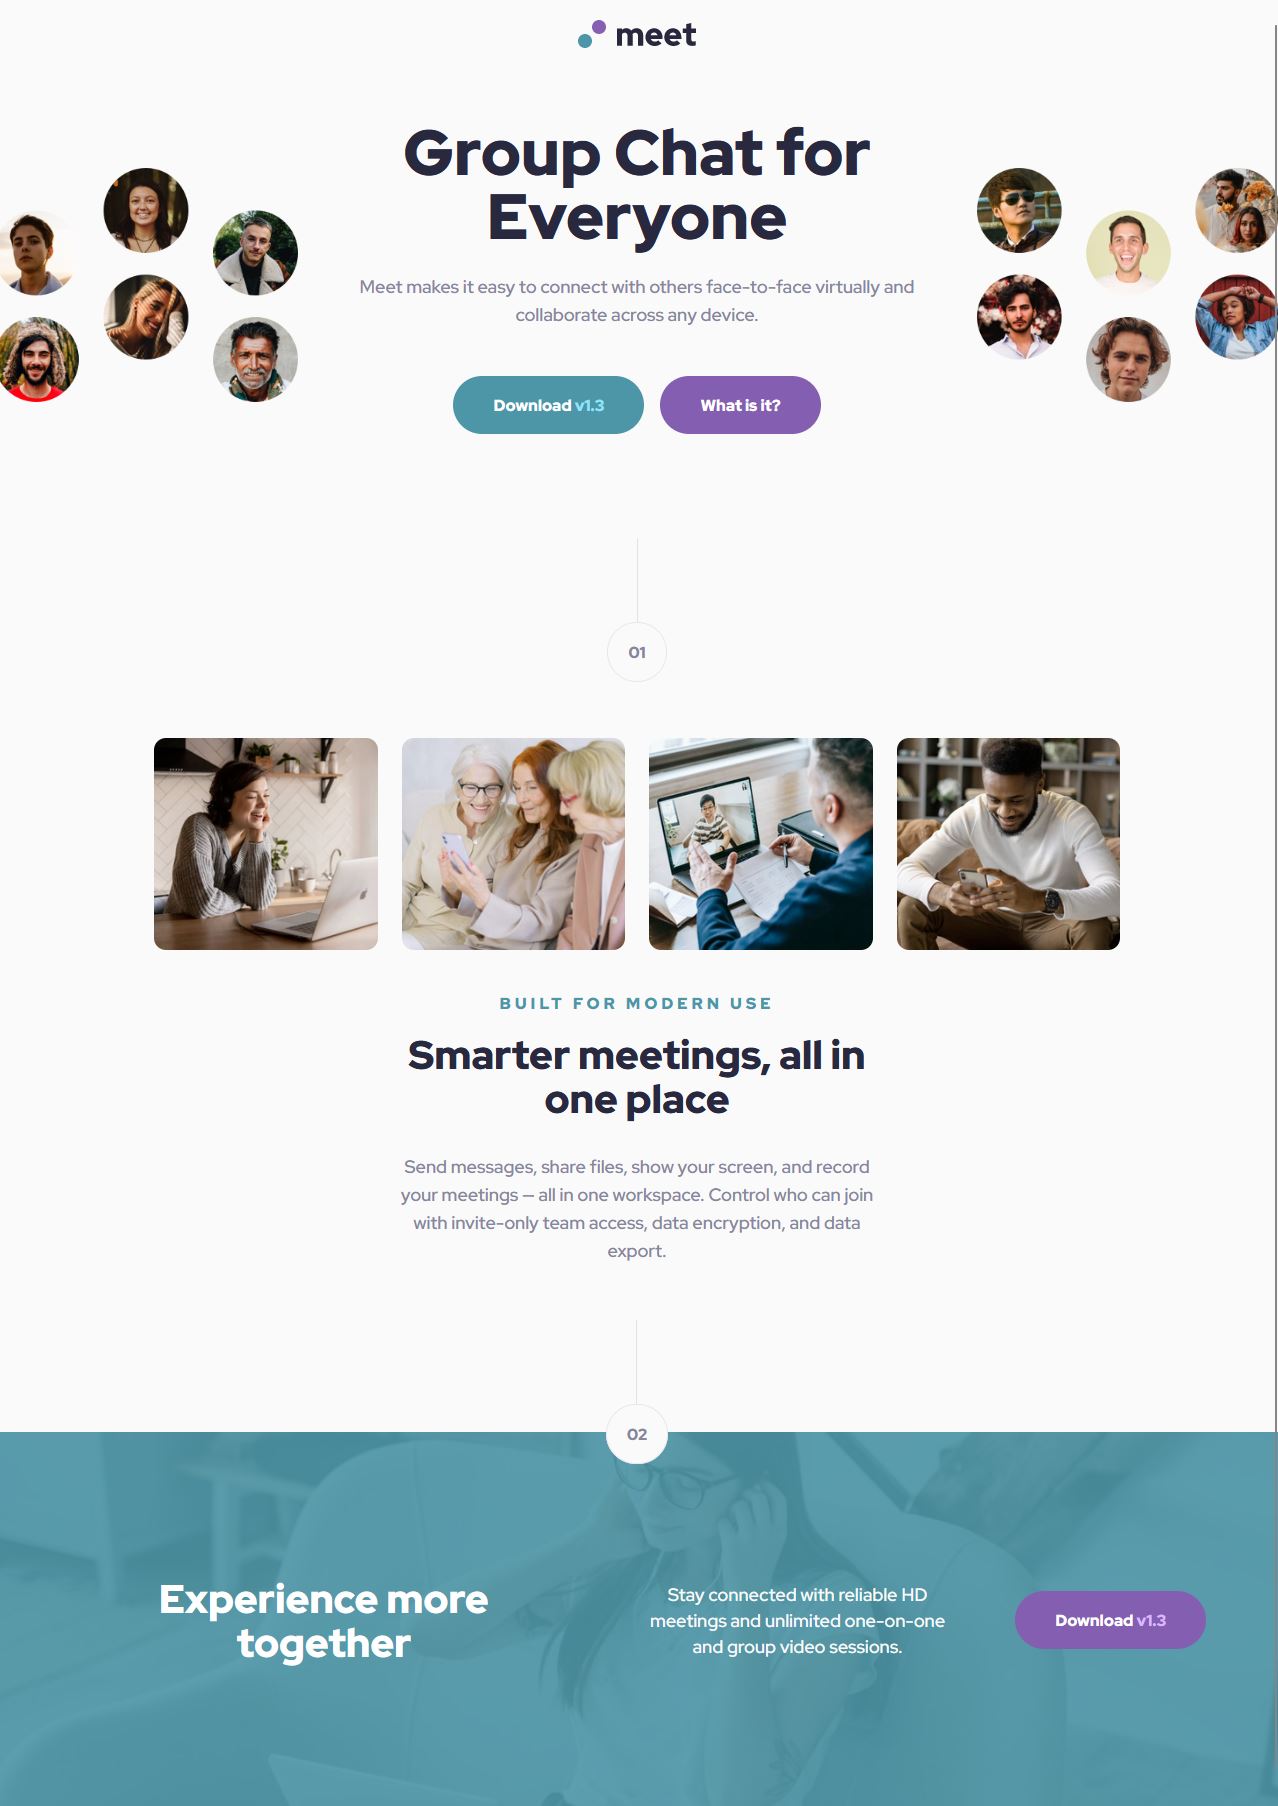 meet
Group Chat for
Everyone
Meet makes it easy to connect with others face-to-face virtually and
collaborate across any device.
Download v1.3
What is it?
01
BUILT FOR MODERN USE
Smarter meetings, all in
one place
Send messages, share files, show your screen, and record
your meetings — all in one workspace. Control who can join
with invite-only team access, data encryption, and data
export.
02
Experience more
together
Stay connected with reliable HD
meetings and unlimited one-on-one
and group video sessions.
Download v1.3